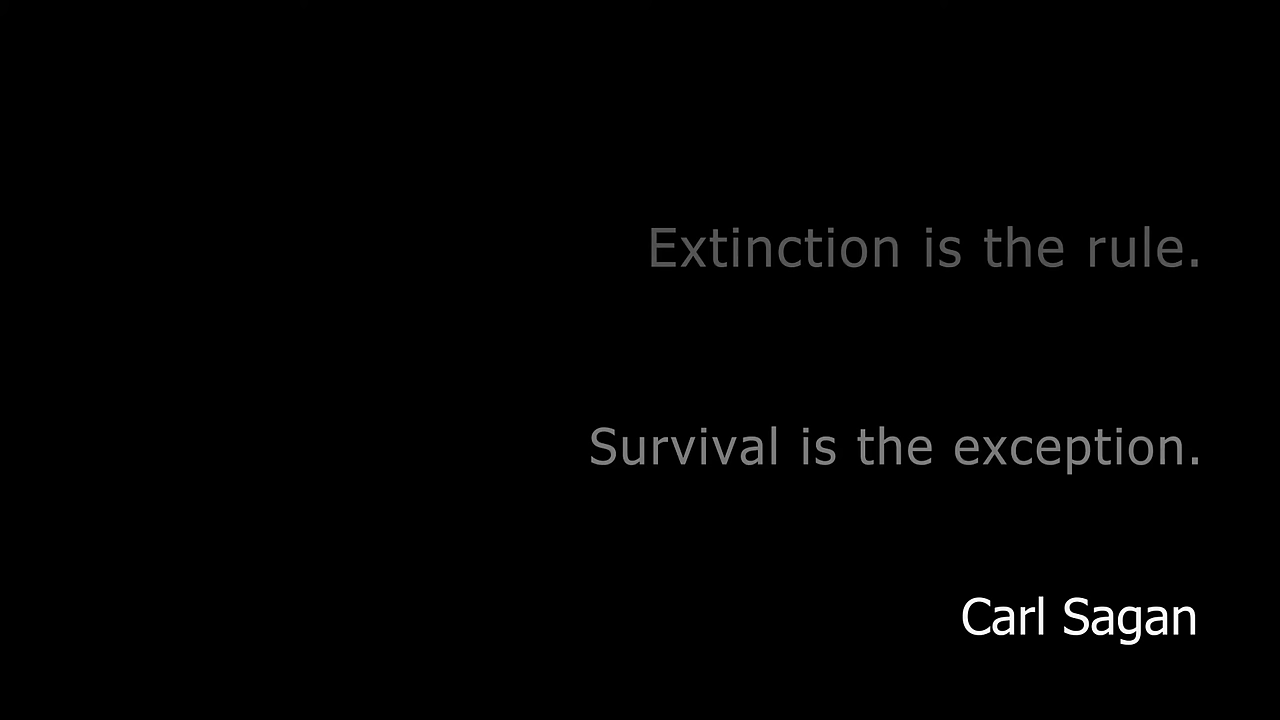 Extinction is the rule.
Survival is the exception.
Carl Sagan